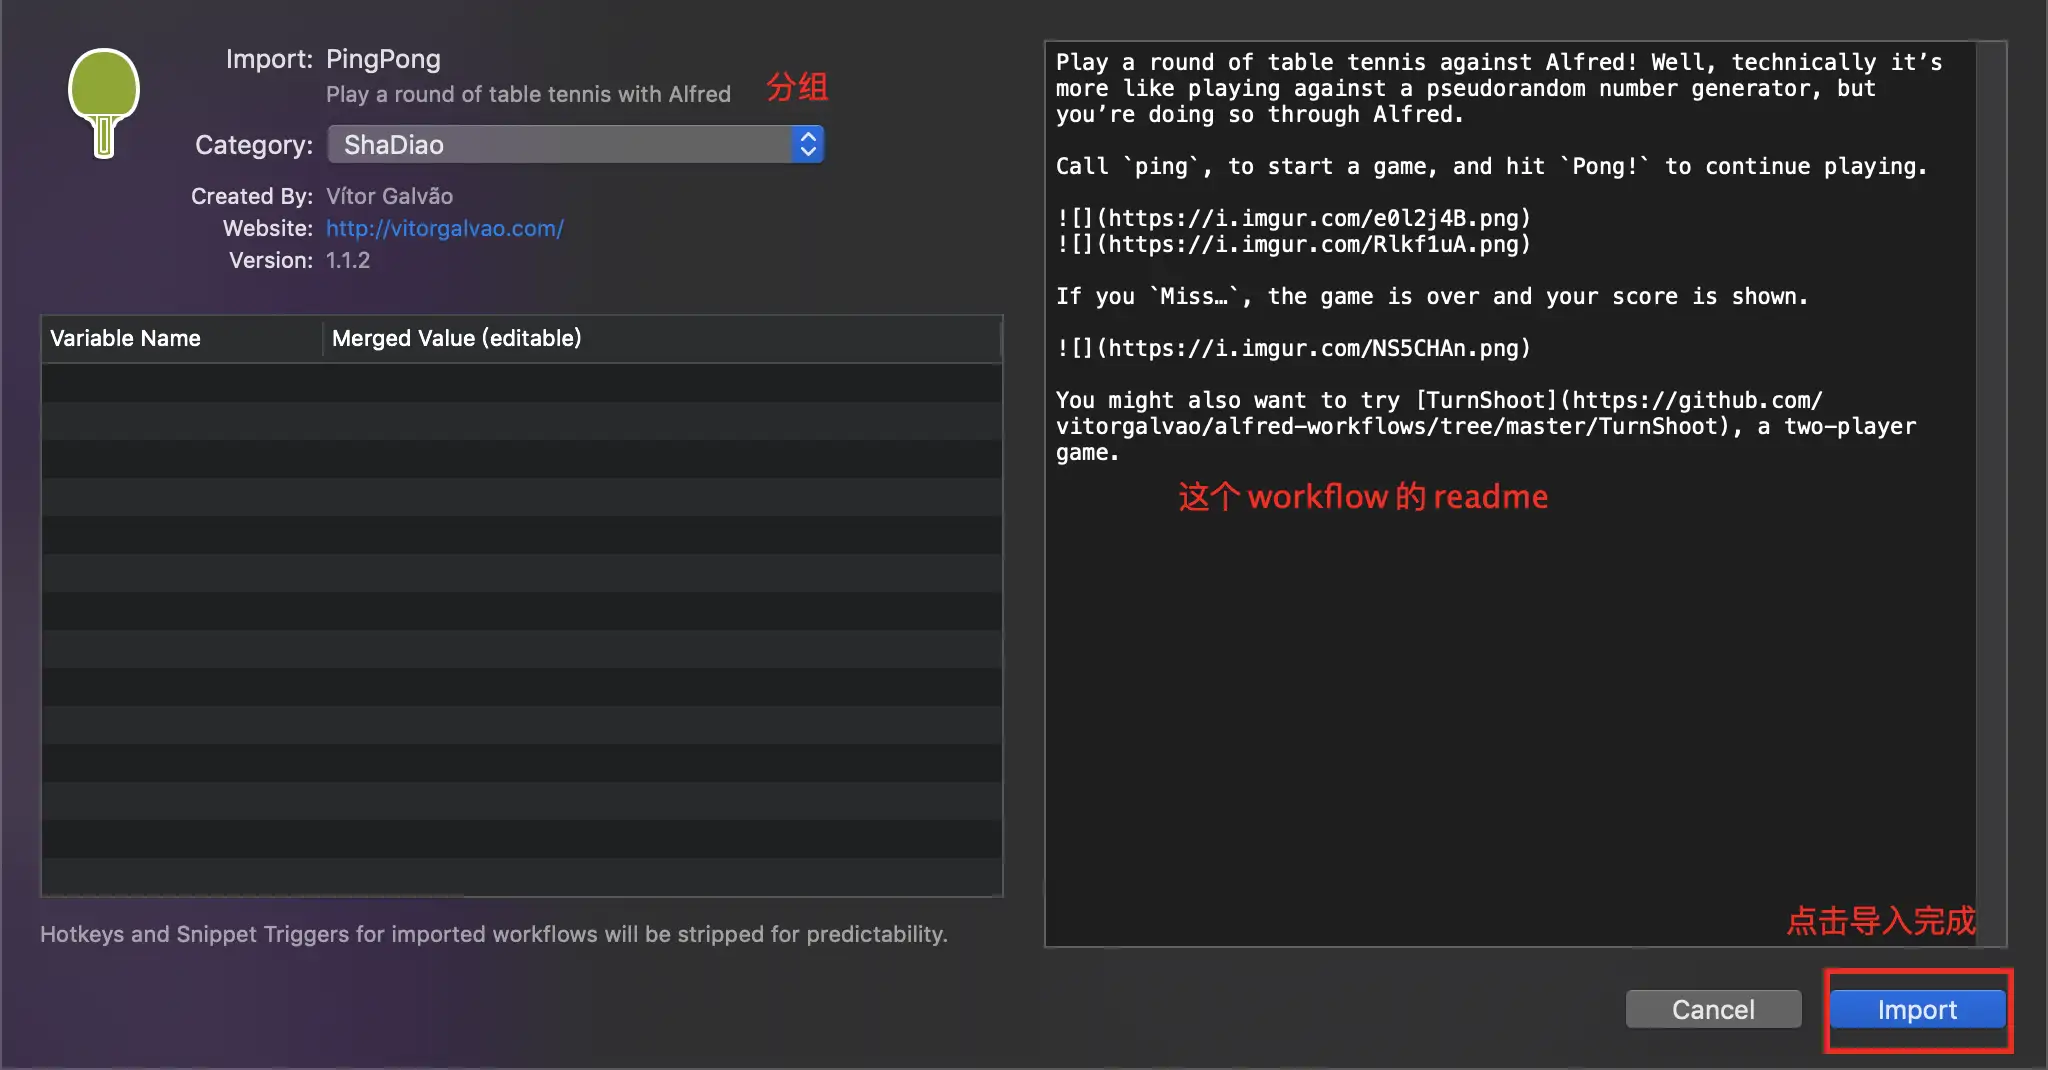 Import: PingPong
Play a round of table tennis with Alfred
分组
Category: ShaDiao
Created By: Vítor Galvão
Website: http://vitorgalvao.com/
Version: 1.1.2
Variable Name Merged Value (editable)
Hotkeys and Snippet Triggers for imported workflows will be stripped for predictability.
Play a round of table tennis against Alfred! Well, technically it’s
more like playing against a pseudorandom number generator, but
you’re doing so through Alfred.
Call `ping`, to start a game, and hit `Pong!` to continue playing.
![](https://i.imgur.com/e0l2j4B.png)
![](https://i.imgur.com/Rlkf1uA.png)
If you `Miss…`, the game is over and your score is shown.
![](https://i.imgur.com/NS5CHAn.png)
You might also want to try [TurnShoot](https://github.com/
vitorgalvao/alfred-workflows/tree/master/TurnShoot), a two-player
game.
这个 workflow 的 readme
点击导入完成
Cancel
Import